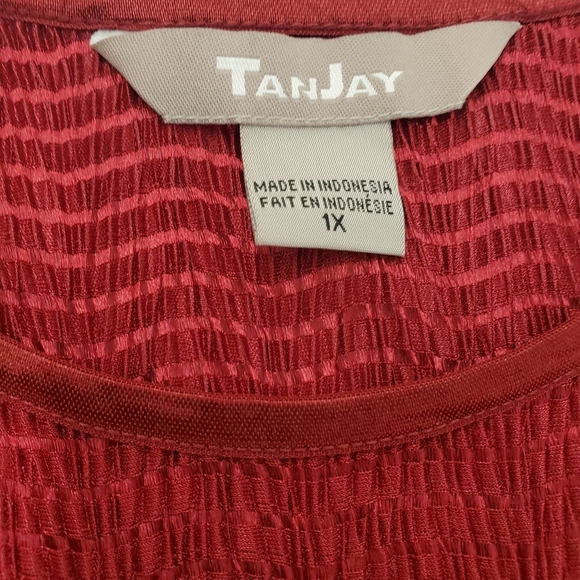 TANJAY
MADE IN INDONESIA
FAIT EN INDONÉSIE
1X